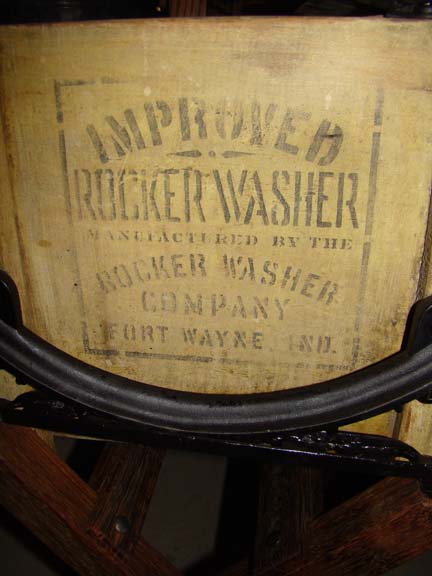 IMPROVED
ROCKER WASHER
MANUFACTURED BY THE
ROCKER WASHER
COMPANY
FORT WAYNE IND.